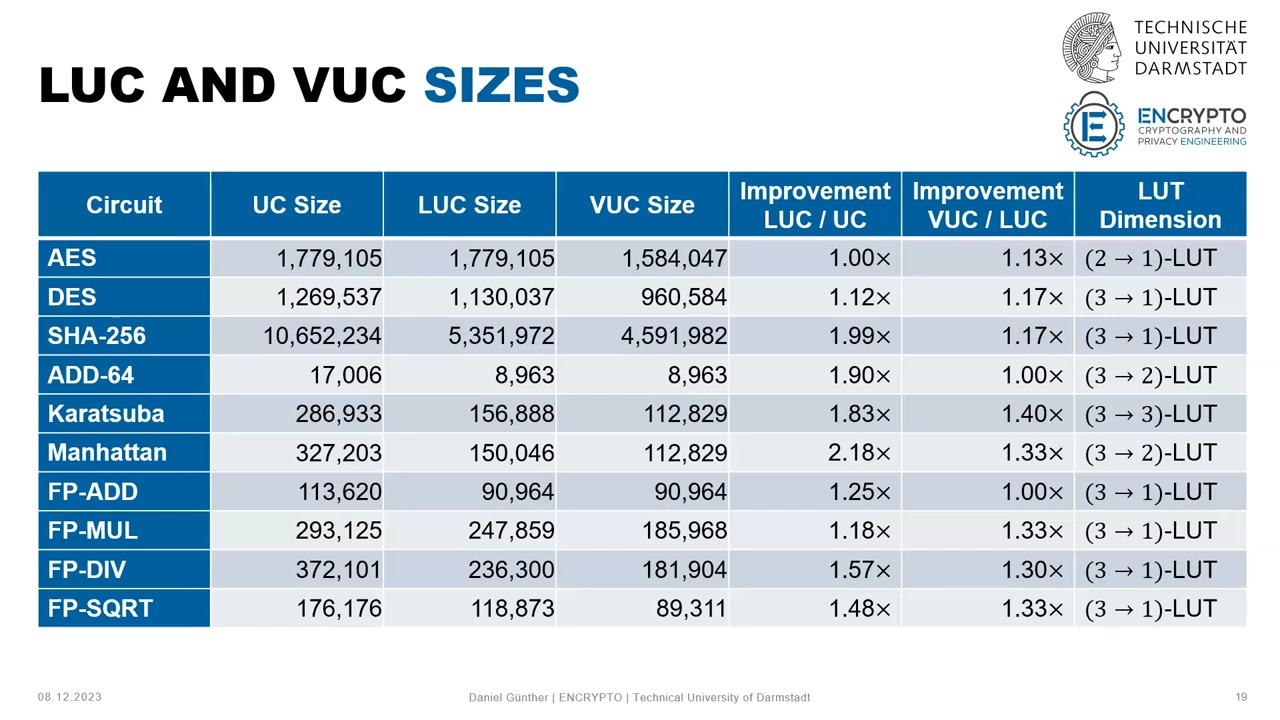 TECHNISCHE
UNIVERSITÄT
DARMSTADT
LUC AND VUC SIZES
ENCRYPTO
CRYPTOGRAPHY AND
PRIVACY ENGINEERING
Circuit UC Size LUC Size VUC Size Improvement LUC / UC Improvement VUC / LUC LUT Dimension
AES 1,779,105 1,779,105 1,584,047 1.00× 1.13× (2 → 1)-LUT
DES 1,269,537 1,130,037 960,584 1.12× 1.17× (3 → 1)-LUT
SHA-256 10,652,234 5,351,972 4,591,982 1.99× 1.17× (3 → 1)-LUT
ADD-64 17,006 8,963 8,963 1.90× 1.00× (3 → 2)-LUT
Karatsuba 286,933 156,888 112,829 1.83× 1.40× (3 → 3)-LUT
Manhattan 327,203 150,046 112,829 2.18× 1.33× (3 → 2)-LUT
FP-ADD 113,620 90,964 90,964 1.25× 1.00× (3 → 1)-LUT
FP-MUL 293,125 247,859 185,968 1.18× 1.33× (3 → 1)-LUT
FP-DIV 372,101 236,300 181,904 1.57× 1.30× (3 → 1)-LUT
FP-SQRT 176,176 118,873 89,311 1.48× 1.33× (3 → 1)-LUT
08.12.2023 Daniel Günther | ENCRYPTO | Technical University of Darmstadt 19